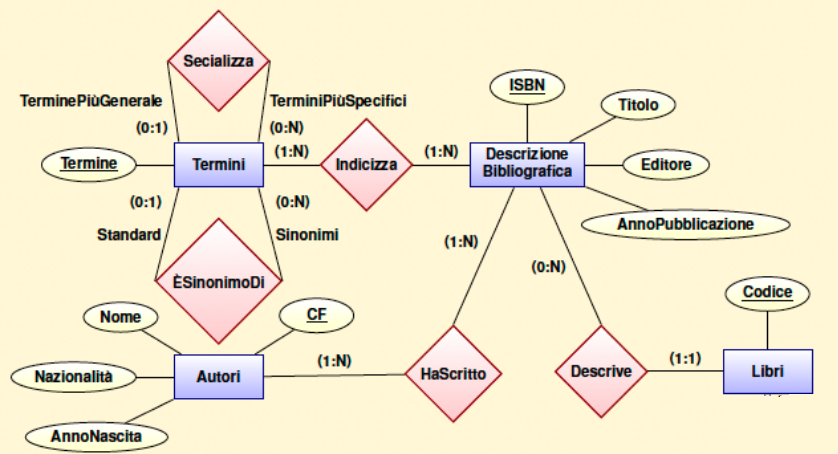 Secializza
TerminePiùGenerale
TerminiPiùSpecifici
(0:1)
(0:N)
Termine
Termini
(1:N)
Indicizza
(1:N)
Descrizione
Bibliografica
ISBN
Titolo
Editore
AnnoPubblicazione
(0:1)
(0:N)
Standard
Sinonimi
ÈSinonimoDi
(1:N)
(0:N)
Nome
CF
Nazionalità
Autori
AnnoNascita
(1:N)
HaScritto
Descrive
(1:1)
Codice
Libri